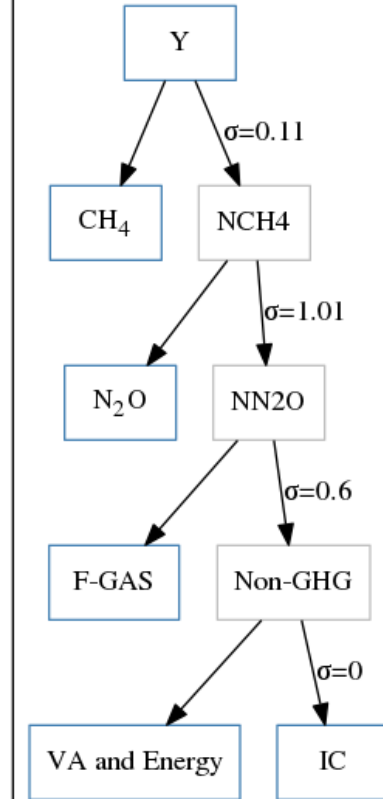 Y
σ=0.11
CH₄
NCH4
σ=1.01
N₂O
NN2O
σ=0.6
F-GAS
Non-GHG
σ=0
VA and Energy
IC